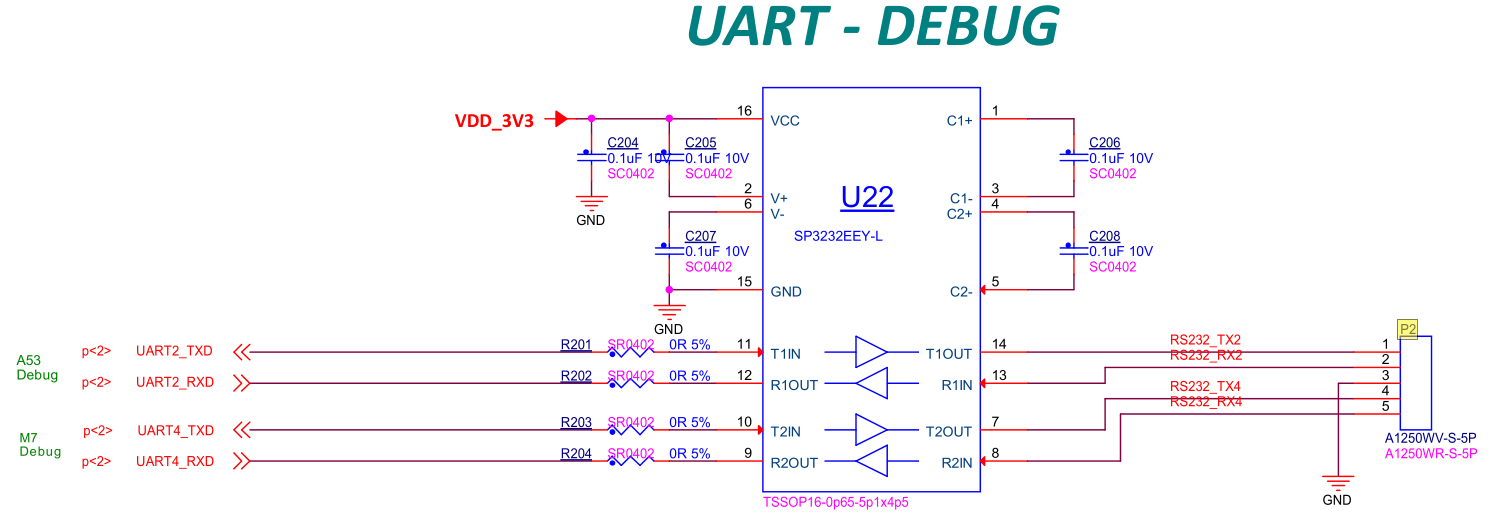 UART - DEBUG
VDD_3V3
16
VCC
C1+
1
C204
0.1uF 10V
SC0402
C205
0.1uF 10V
SC0402
C206
0.1uF 10V
SC0402
GND
2
V+
6
V-
U22
SP3232EEY-L
3
C1-
4
C2+
C207
0.1uF 10V
SC0402
C208
0.1uF 10V
SC0402
15
GND
C2-
5
GND
A53
Debug
p<2>
UART2_TXD
R201
SR0402
0R 5%
11
T1IN
T1OUT
14
RS232_TX2
p<2>
UART2_RXD
R202
SR0402
0R 5%
12
R1OUT
R1IN
13
RS232_RX2
M7
Debug
p<2>
UART4_TXD
R203
SR0402
0R 5%
10
T2IN
T2OUT
7
RS232_TX4
p<2>
UART4_RXD
R204
SR0402
0R 5%
9
R2OUT
R2IN
8
RS232_RX4
P2
1
2
3
4
5
A1250WV-S-5P
A1250WR-S-5P
GND
TSSOP16-0p65-5p1x4p5